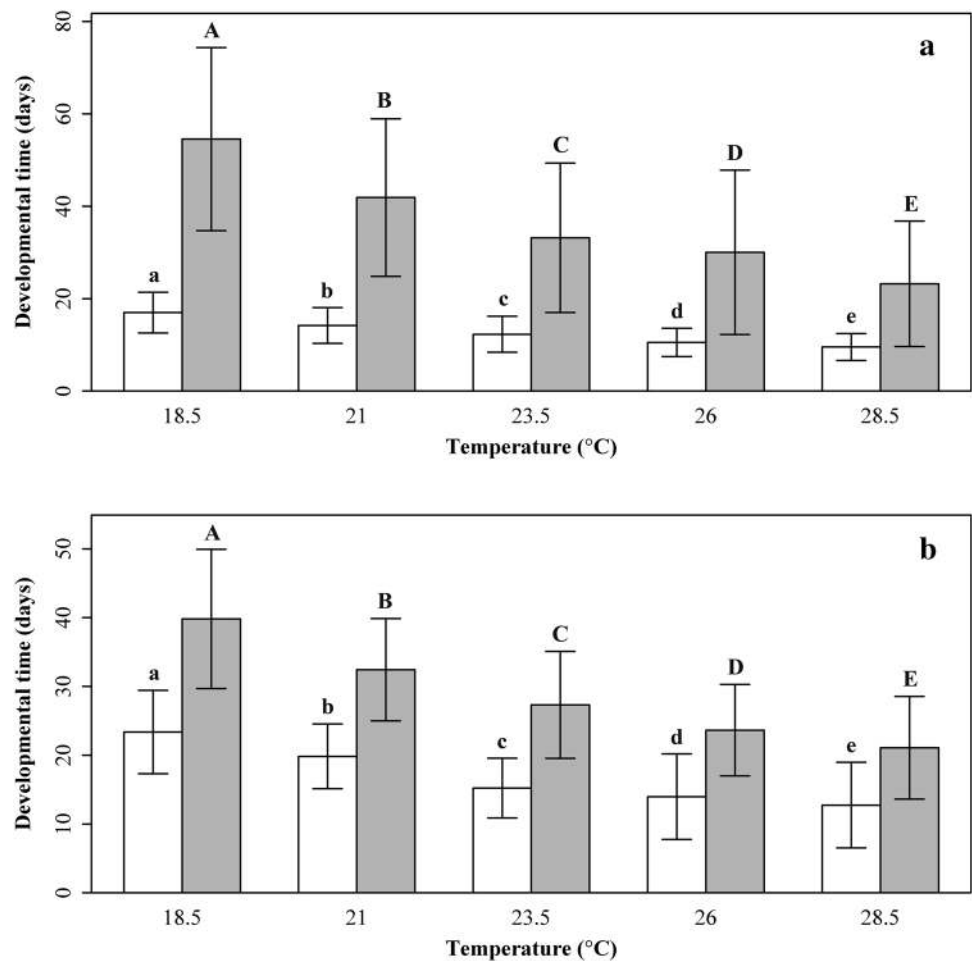 a
Developmental time (days)
80
60
40
20
0
A
B
C
D
E
a
b
c
d
e
18.5 21 23.5 26 28.5
Temperature (°C)
b
Developmental time (days)
50
40
30
20
10
0
A
B
C
D
E
a
b
c
d
e
18.5 21 23.5 26 28.5
Temperature (°C)